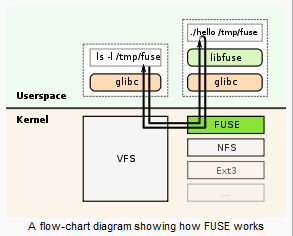 ./hello /tmp/fuse
ls -l /tmp/fuse
libfuse
glibc
glibc
Userspace
Kernel
FUSE
VFS
NFS
Ext3
...
A flow-chart diagram showing how FUSE works